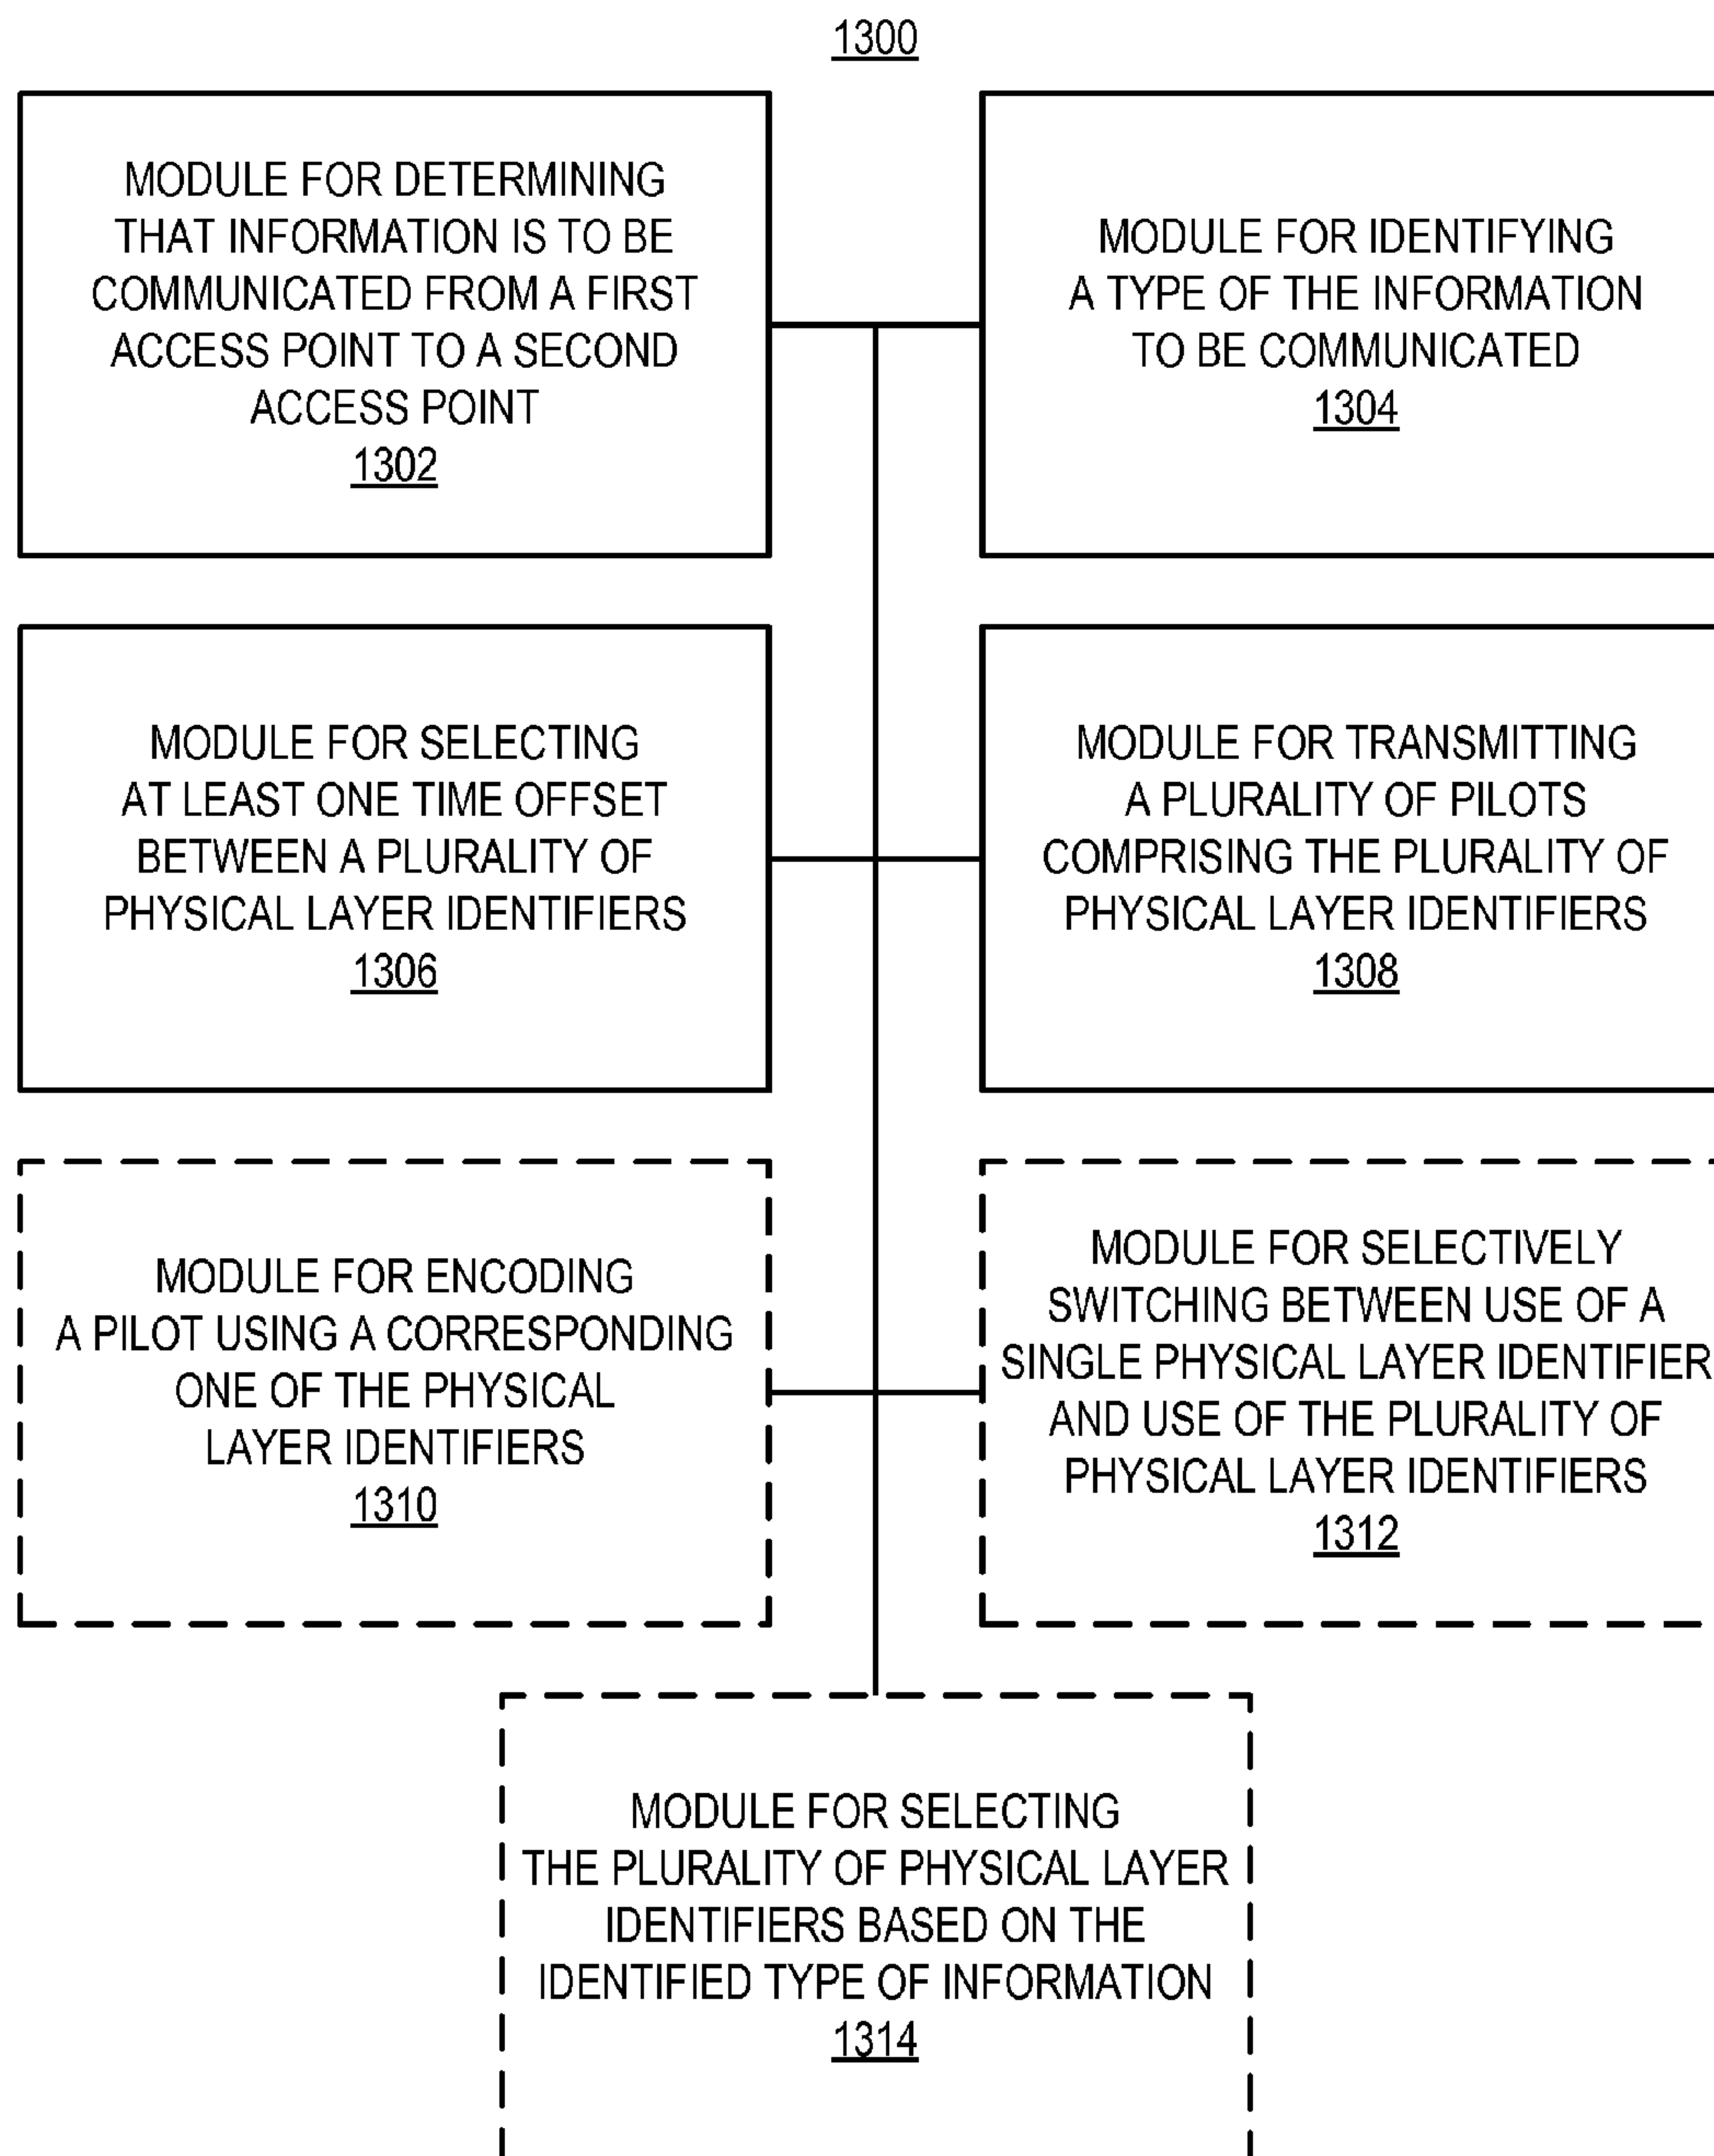 1300
MODULE FOR DETERMINING
THAT INFORMATION IS TO BE
COMMUNICATED FROM A FIRST
ACCESS POINT TO A SECOND
ACCESS POINT
1302
MODULE FOR IDENTIFYING
A TYPE OF THE INFORMATION
TO BE COMMUNICATED
1304
MODULE FOR SELECTING
AT LEAST ONE TIME OFFSET
BETWEEN A PLURALITY OF
PHYSICAL LAYER IDENTIFIERS
1306
MODULE FOR TRANSMITTING
A PLURALITY OF PILOTS
COMPRISING THE PLURALITY OF
PHYSICAL LAYER IDENTIFIERS
1308
MODULE FOR ENCODING
A PILOT USING A CORRESPONDING
ONE OF THE PHYSICAL
LAYER IDENTIFIERS
1310
MODULE FOR SELECTIVELY
SWITCHING BETWEEN USE OF A
SINGLE PHYSICAL LAYER IDENTIFIER
AND USE OF THE PLURALITY OF
PHYSICAL LAYER IDENTIFIERS
1312
MODULE FOR SELECTING
THE PLURALITY OF PHYSICAL LAYER
IDENTIFIERS BASED ON THE
IDENTIFIED TYPE OF INFORMATION
1314